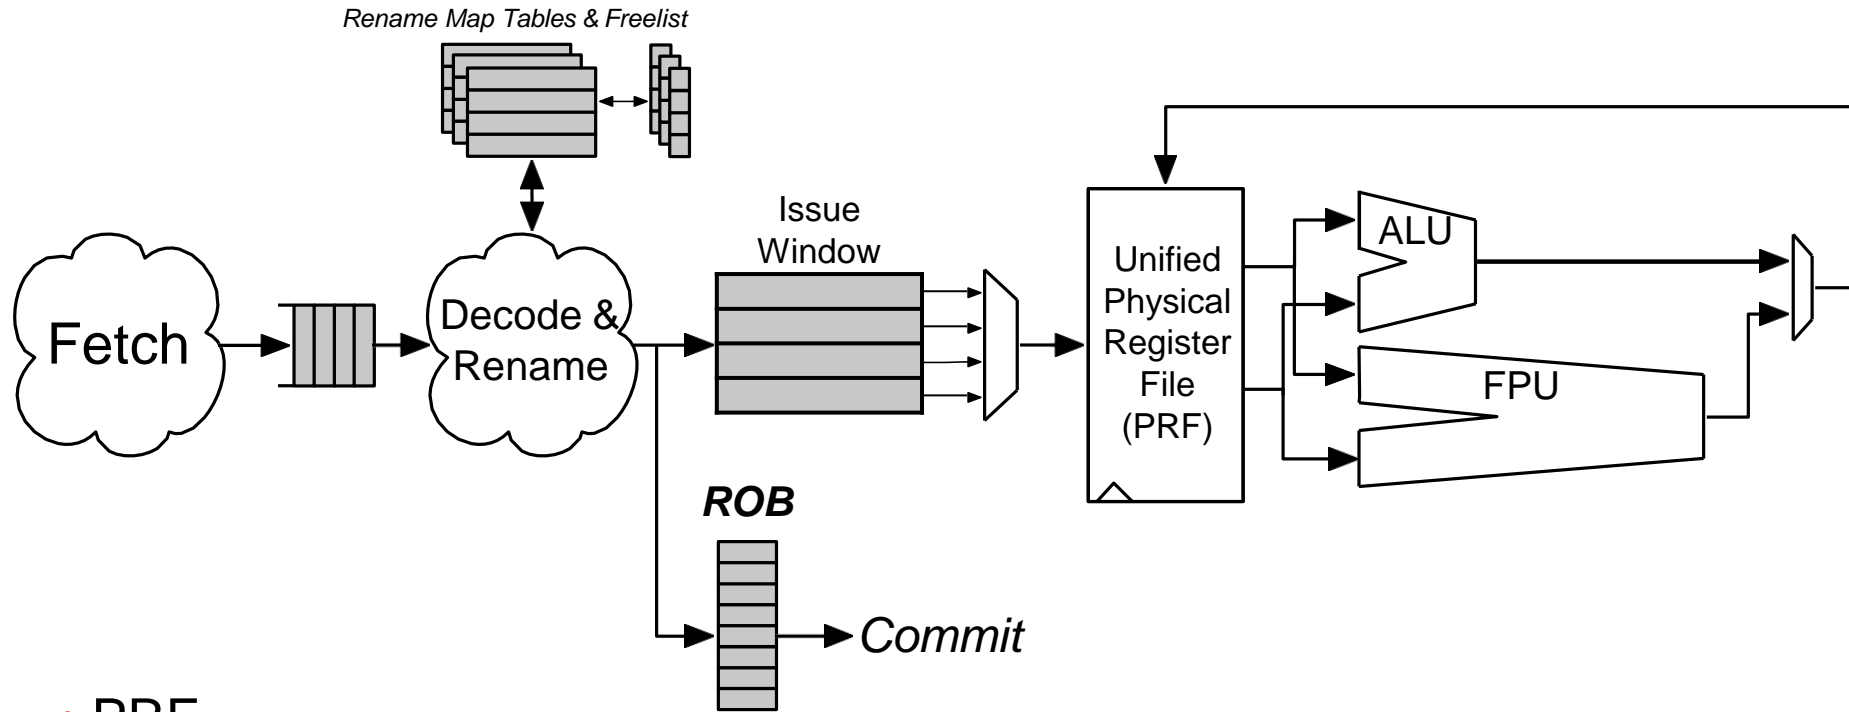 Rename Map Tables & Freelist
Issue
Window
ALU
Unified
Physical
Register
File
(PRF)
Fetch
Decode &
Rename
FPU
ROB
Commit